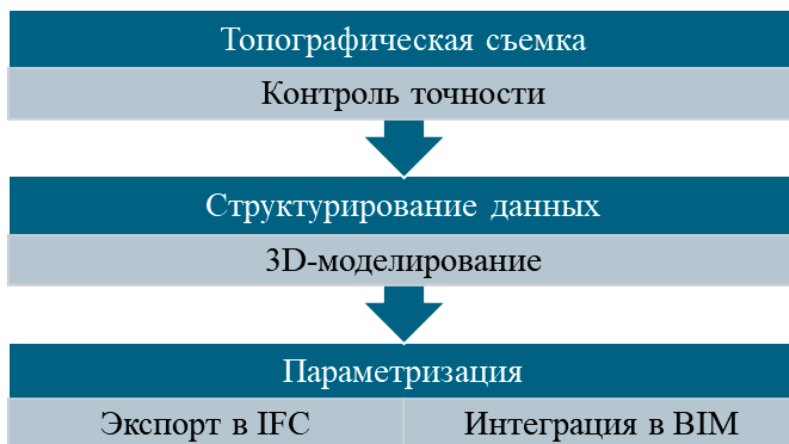 Топографическая съемка
Контроль точности
Структурирование данных
3D-моделирование
Параметризация
Экспорт в IFC
Интеграция в BIM